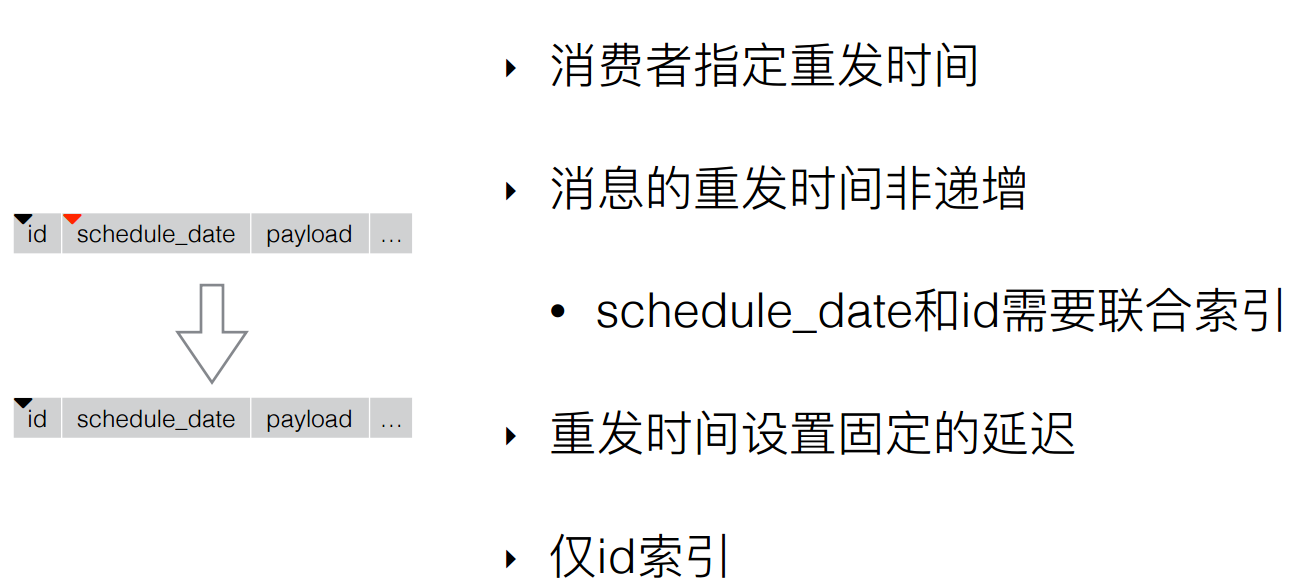 消费者指定重发时间
消息的重发时间非递增
schedule_date和id需要联合索引
重发时间设置固定的延迟
仅id索引
id schedule_date payload ...
id schedule_date payload ...